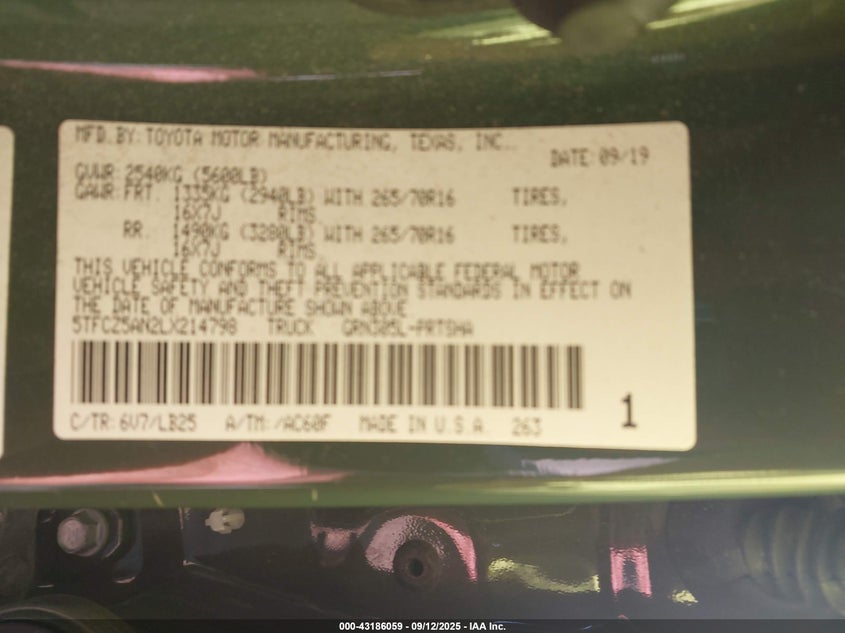 MFD. BY: TOYOTA MOTOR MANUFACTURING, TEXAS, INC.
DATE: 09/19
GVWR: 2540KG (5600LB)
GAWR: FRT. 1335KG (2940LB) WITH 265/70R16 TIRES,
16X7J RIMS
RR. 1490KG (3280LB) WITH 265/70R16 TIRES,
16X7J RIMS
THIS VEHICLE CONFORMS TO ALL APPLICABLE FEDERAL MOTOR
VEHICLE SAFETY AND THEFT PREVENTION STANDARDS IN EFFECT ON
THE DATE OF MANUFACTURE SHOWN ABOVE
5TFCZ5AN2LX214798 TRUCK GRN305L-PRTSHA
C/TR: 6V7/LB25 A/TM: /AC60F MADE IN U.S.A. 263
1
000-43186059 - 09/12/2025 - IAA Inc.